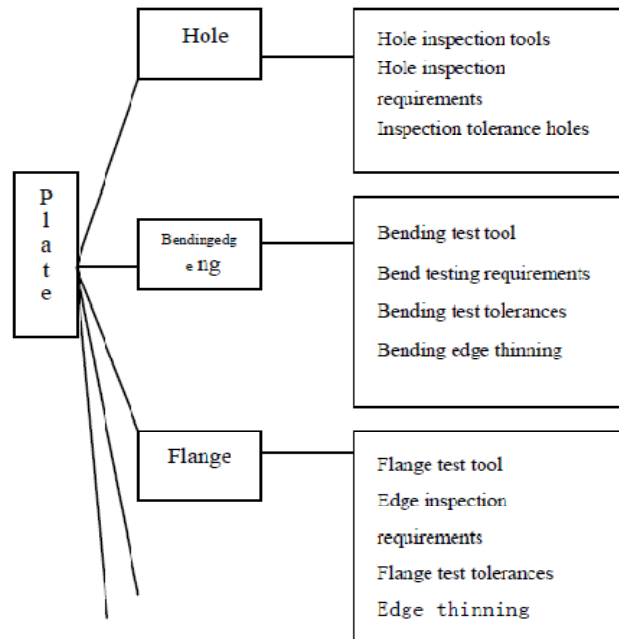 Hole
Hole inspection tools
Hole inspection
requirements
Inspection tolerance holes
P
l
a
t
e
Bendingedg
e ng
Bending test tool
Bend testing requirements
Bending test tolerances
Bending edge thinning
Flange
Flange test tool
Edge inspection
requirements
Flange test tolerances
Edge thinning